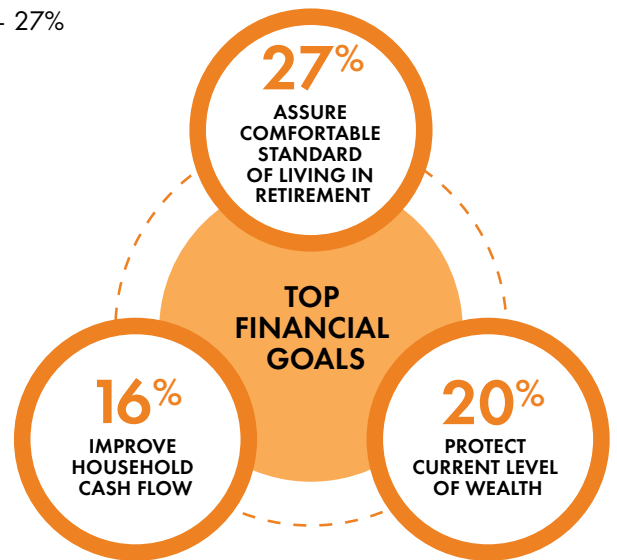 - 27%
27%
ASSURE
COMFORTABLE
STANDARD
OF LIVING IN
RETIREMENT
TOP
FINANCIAL
GOALS
16%
IMPROVE
HOUSEHOLD
CASH FLOW
20%
PROTECT
CURRENT LEVEL
OF WEALTH